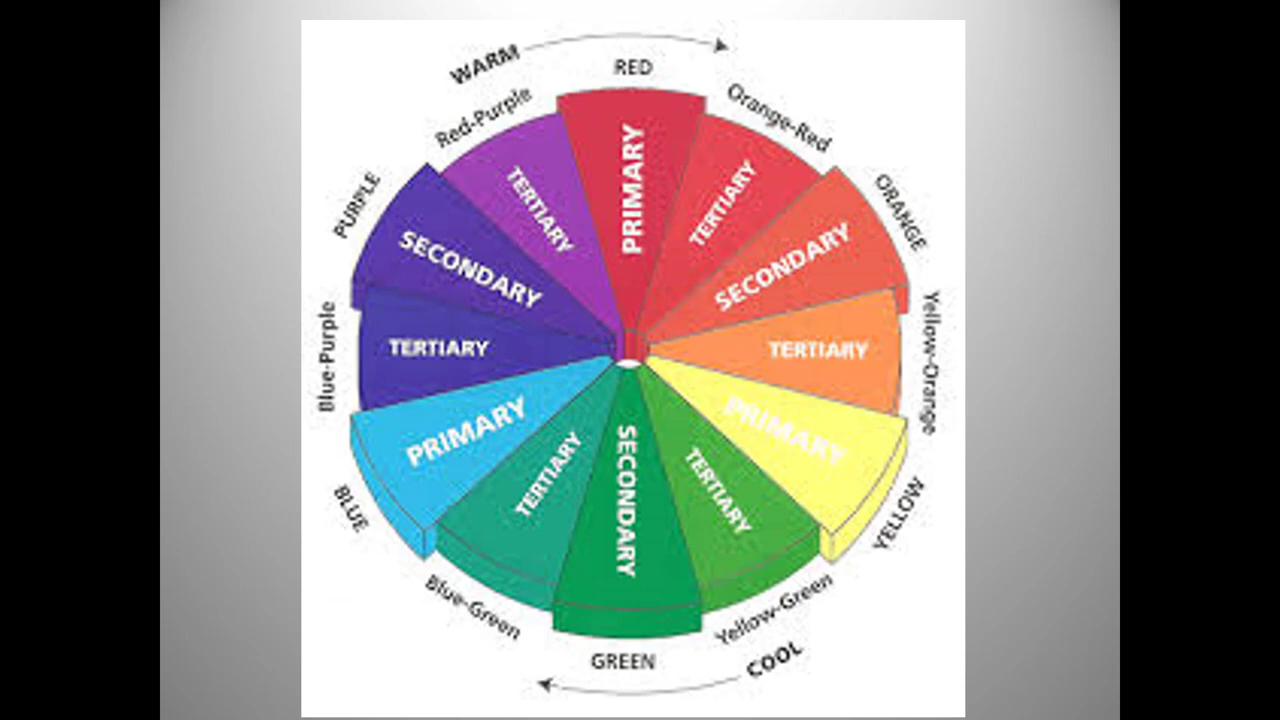 WARM
RED
Red-Purple
Orange-Red
PURPLE
ORANGE
Blue-Purple
Yellow-Orange
BLUE
YELLOW
Blue-Green
Yellow-Green
GREEN
COOL
PRIMARY
TERTIARY
TERTIARY
SECONDARY
SECONDARY
TERTIARY
TERTIARY
PRIMARY
PRIMARY
TERTIARY
TERTIARY
SECONDARY